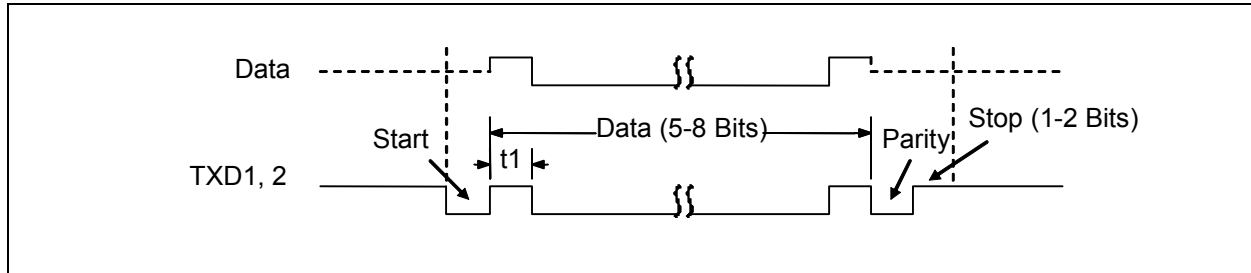 Data
Data (5-8 Bits)
Stop (1-2 Bits)
Start
Parity
t1
TXD1, 2